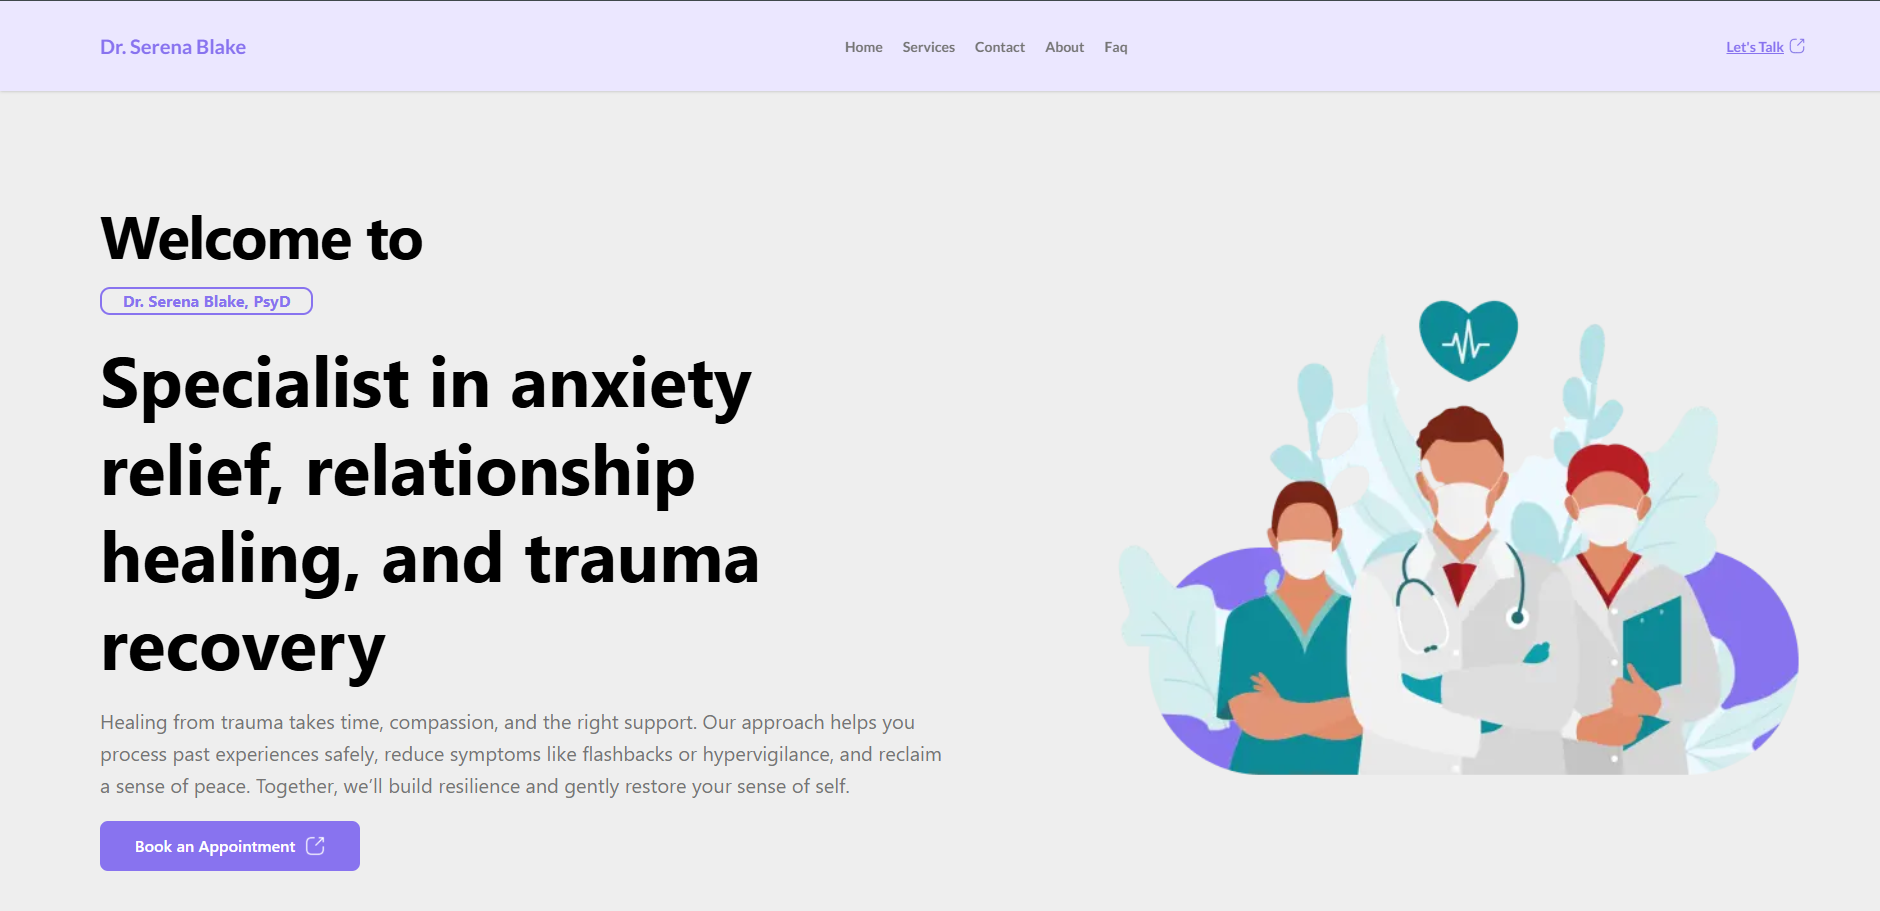 Dr. Serena Blake
Home Services Contact About Faq
Let's Talk
Welcome to
Dr. Serena Blake, PsyD
Specialist in anxiety
relief, relationship
healing, and trauma
recovery
Healing from trauma takes time, compassion, and the right support. Our approach helps you
process past experiences safely, reduce symptoms like flashbacks or hypervigilance, and reclaim
a sense of peace. Together, we’ll build resilience and gently restore your sense of self.
Book an Appointment